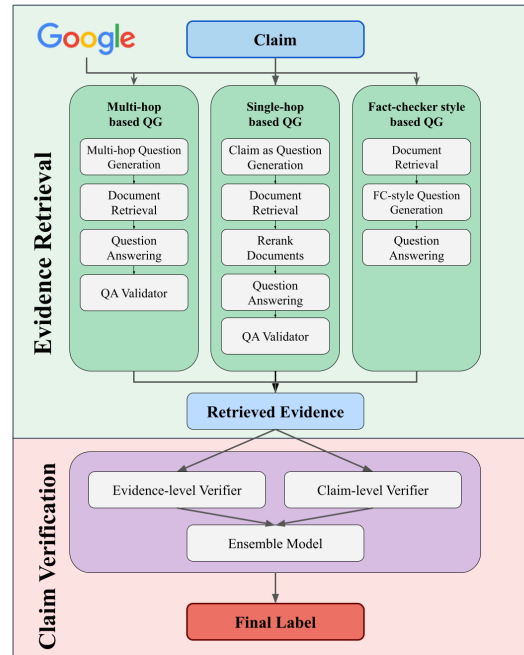 Google
Claim
Evidence Retrieval
Multi-hop
based QG
Multi-hop Question
Generation
Document
Retrieval
Question
Answering
QA Validator
Single-hop
based QG
Claim as Question
Generation
Document
Retrieval
Rerank
Documents
Question
Answering
QA Validator
Fact-checker style
based QG
Document
Retrieval
FC-style Question
Generation
Question
Answering
Retrieved Evidence
Claim Verification
Evidence-level Verifier
Claim-level Verifier
Ensemble Model
Final Label